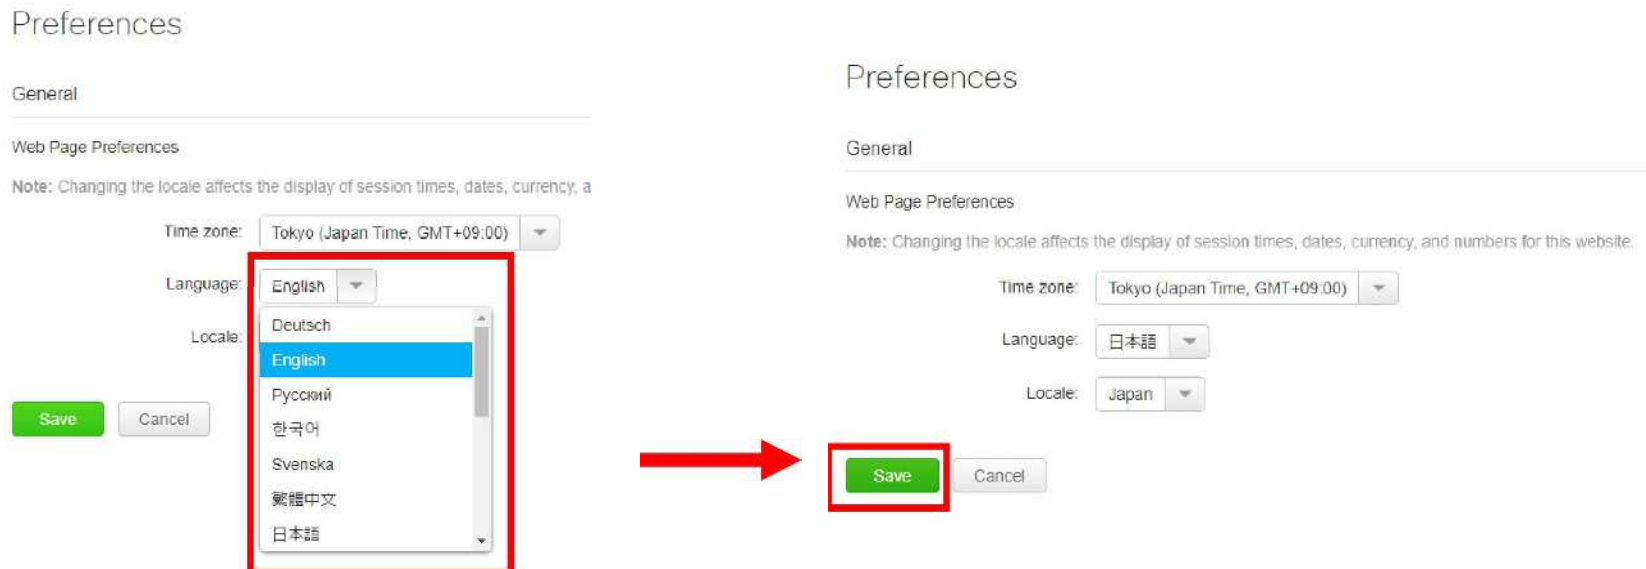 Preferences
General
Web Page Preferences
Note: Changing the locale affects the display of session times, dates, currency, a
Time zone: Tokyo (Japan Time, GMT+09:00)
Language: English
Deutsch
Locale:
English
Русский
한국어
Svenska
繁體中文
日本語
Save Cancel
Preferences
General
Web Page Preferences
Note: Changing the locale affects the display of session times, dates, currency, and numbers for this website.
Time zone: Tokyo (Japan Time, GMT+09:00)
Language: 日本語
Locale: Japan
Save Cancel